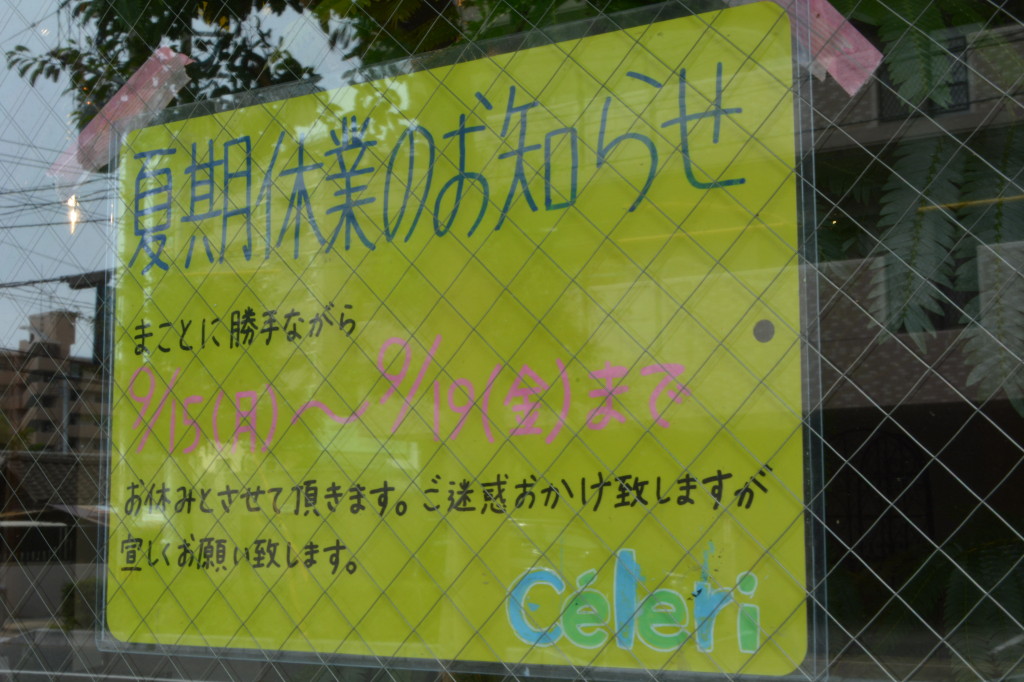 夏期休業のお知らせ
まことに勝手ながら
9/15(月)〜9/19(金)まで
お休みとさせて頂きます。ご迷惑おかけ致しますが
宜しくお願い致します。
Céleri